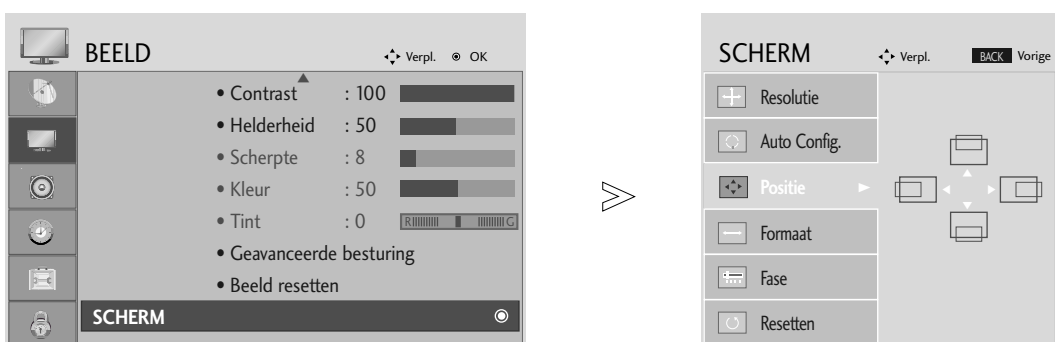 BEELD
Verpl. OK
• Contrast : 100
• Helderheid : 50
• Scherpte : 8
• Kleur : 50
• Tint : 0 R G
• Geavanceerde besturing
• Beeld resetten
SCHERM
SCHERM
Verpl. BACK Vorige
Resolutie
Auto Config.
Positie
Formaat
Fase
Resetten